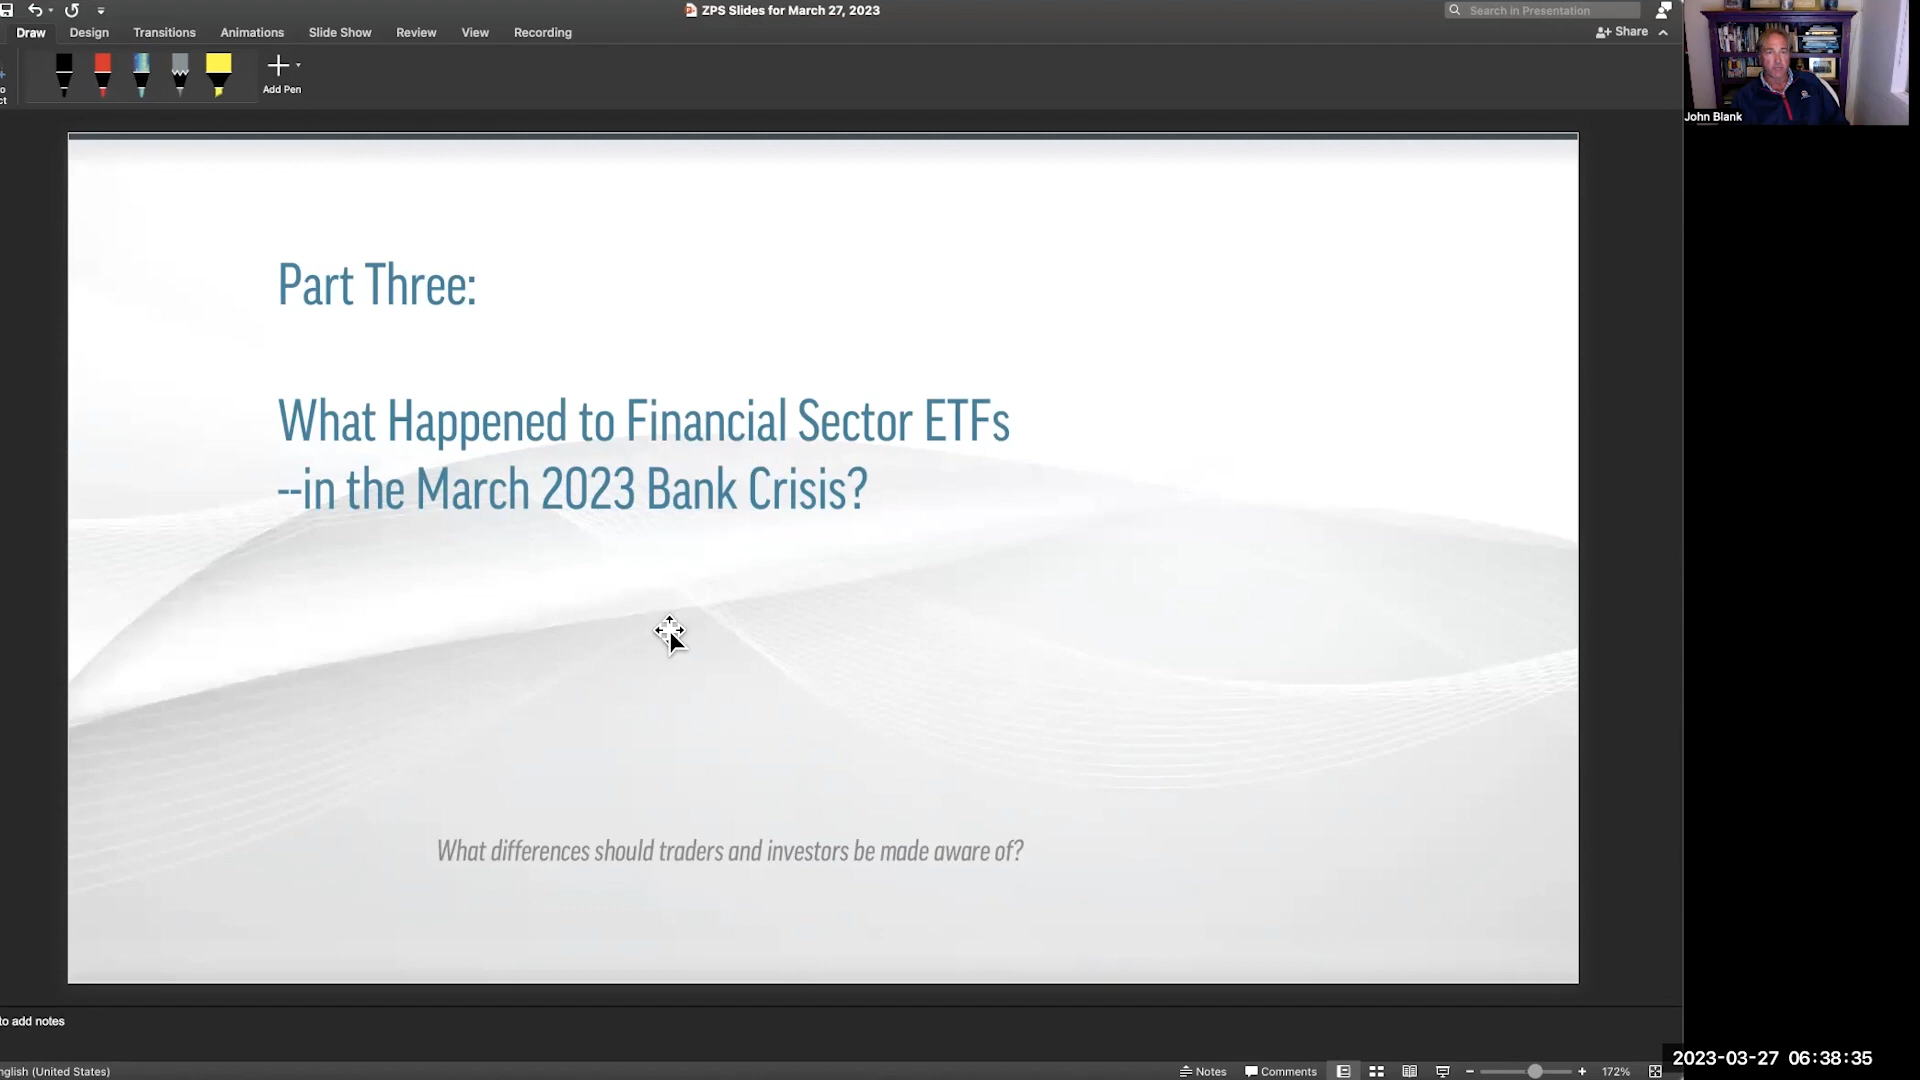 ZPS Slides for March 27, 2023
Search in Presentation
Draw
Design
Transitions
Animations
Slide Show
Review
View
Recording
Share
Add Pen
John Blank
Part Three:
What Happened to Financial Sector ETFs
--in the March 2023 Bank Crisis?
What differences should traders and investors be made aware of?
to add notes
nglish (United States)
Notes
Comments
172%
2023-03-27 06:38:35